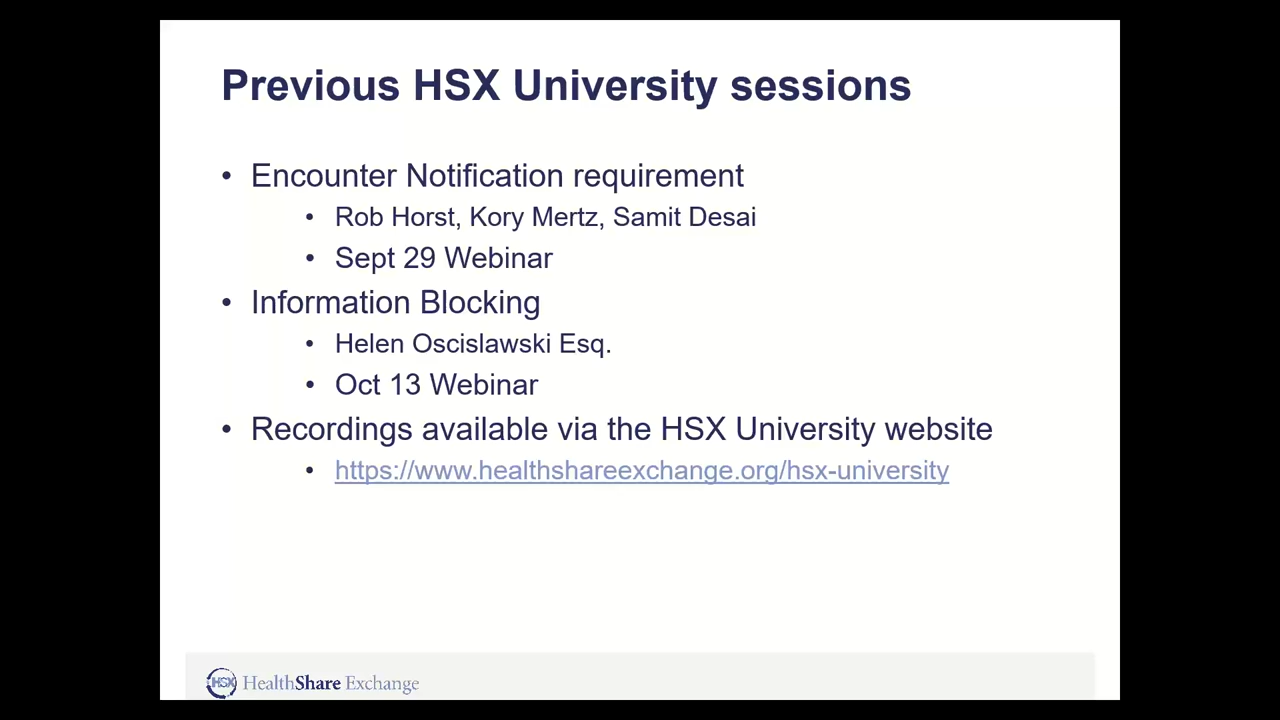 Previous HSX University sessions
• Encounter Notification requirement
• Rob Horst, Kory Mertz, Samit Desai
• Sept 29 Webinar
• Information Blocking
• Helen Oscislawski Esq.
• Oct 13 Webinar
• Recordings available via the HSX University website
• https://www.healthshareexchange.org/hsx-university
HSX HealthShare Exchange